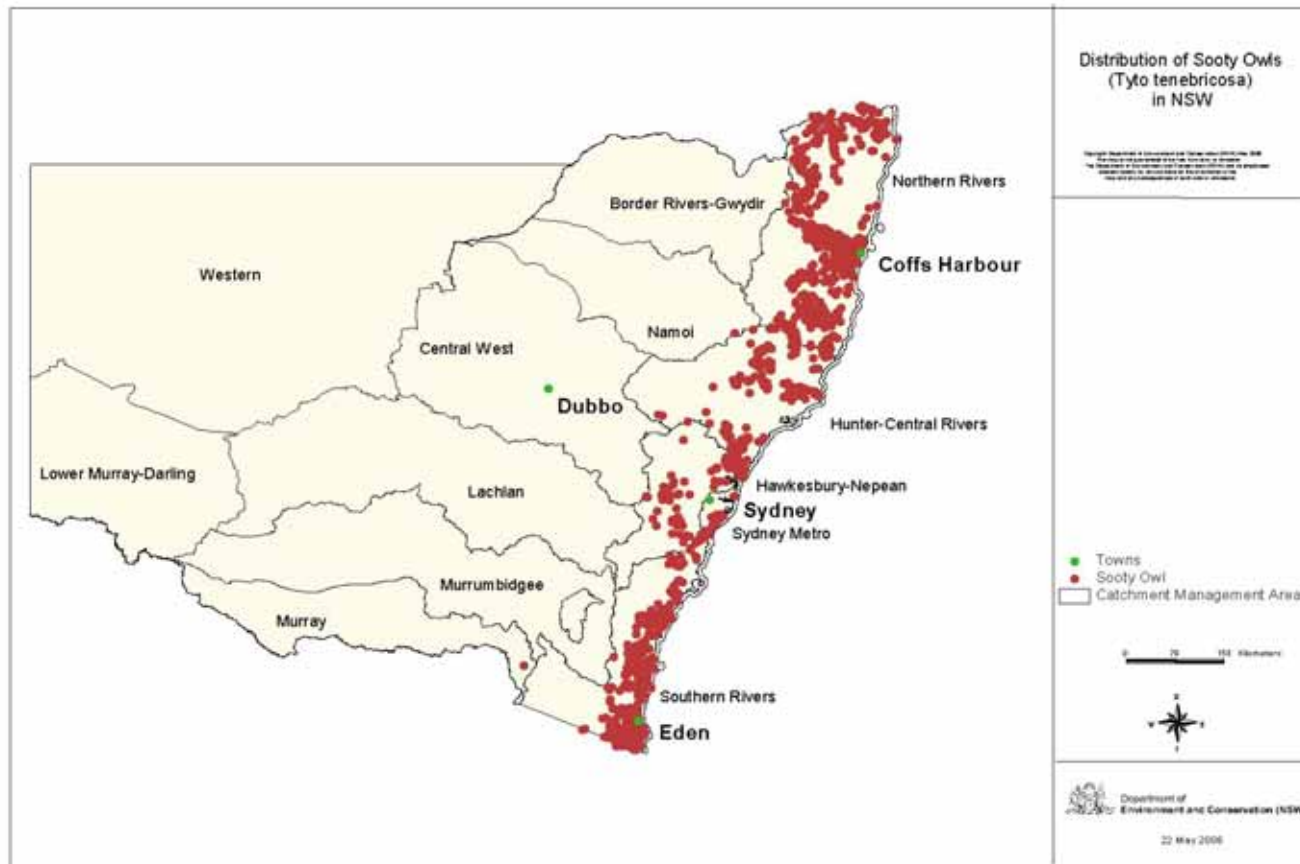 Distribution of Sooty Owls
(Tyto tenebricosa)
in NSW
Northern Rivers
Border Rivers-Gwydir
Coffs Harbour
Western
Namoi
Central West
Dubbo
Hunter-Central Rivers
Lower Murray-Darling
Lachlan
Hawkesbury-Nepean
Sydney
Sydney Metro
Murrumbidgee
Murray
Southern Rivers
Eden
Towns
Sooty Owl
Catchment Management Area
0
Kilometers
W
Department of
Environment and Conservation (NSW
22 May 2006